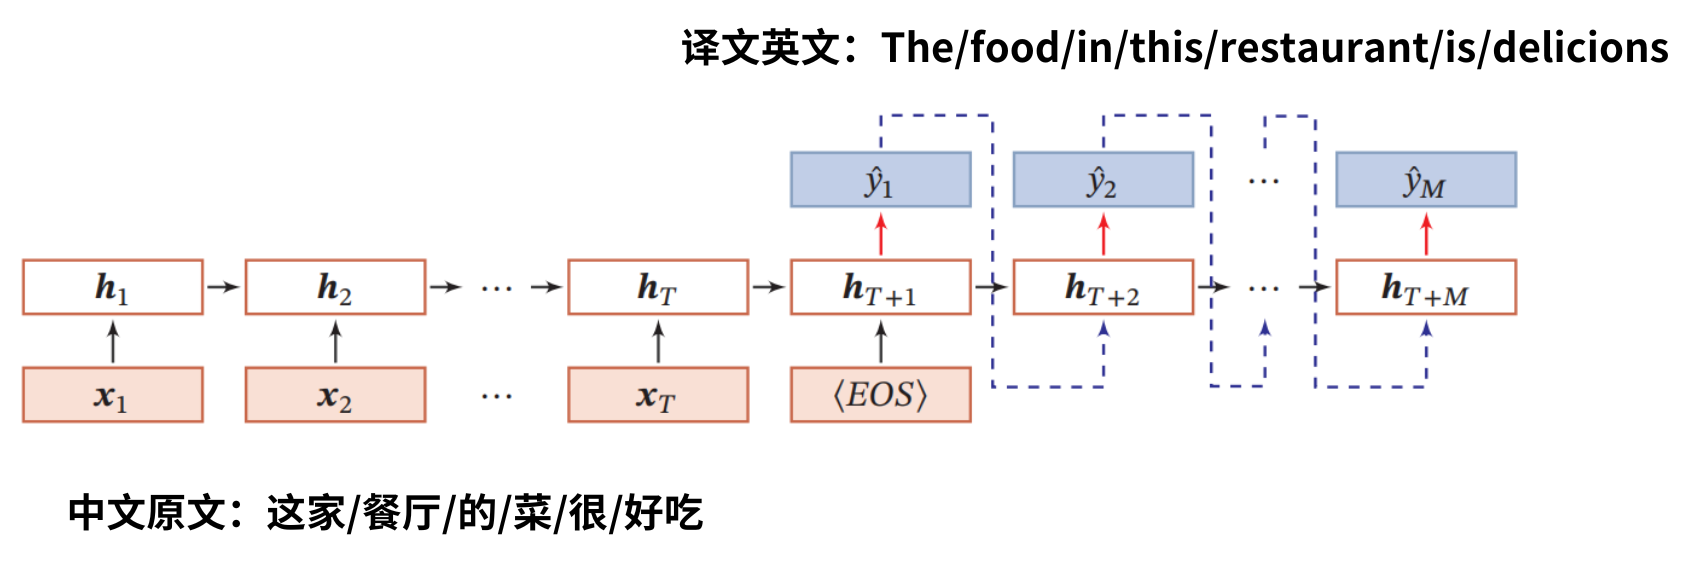 译文英文：The/food/in/this/restaurant/is/delicions
ŷ1 ŷ2 ... ŷM
h1 h2 ... hT hT+1 hT+2 ... hT+M
x1 x2 ... xT ⟨EOS⟩
中文原文：这家/餐厅/的/菜/很/好吃